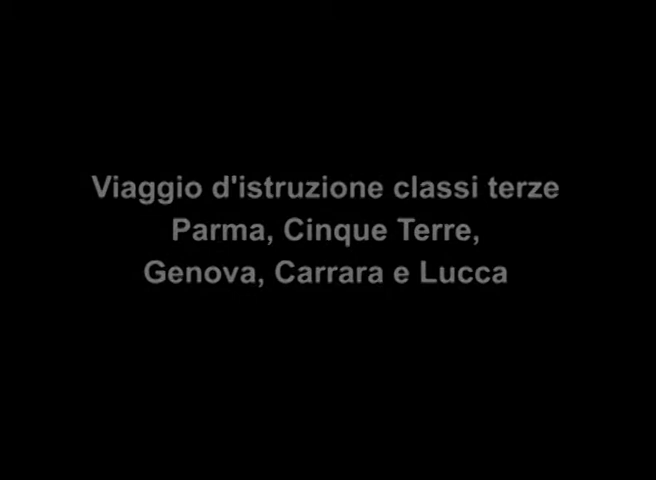 Viaggio d'istruzione classi terze
Parma, Cinque Terre,
Genova, Carrara e Lucca